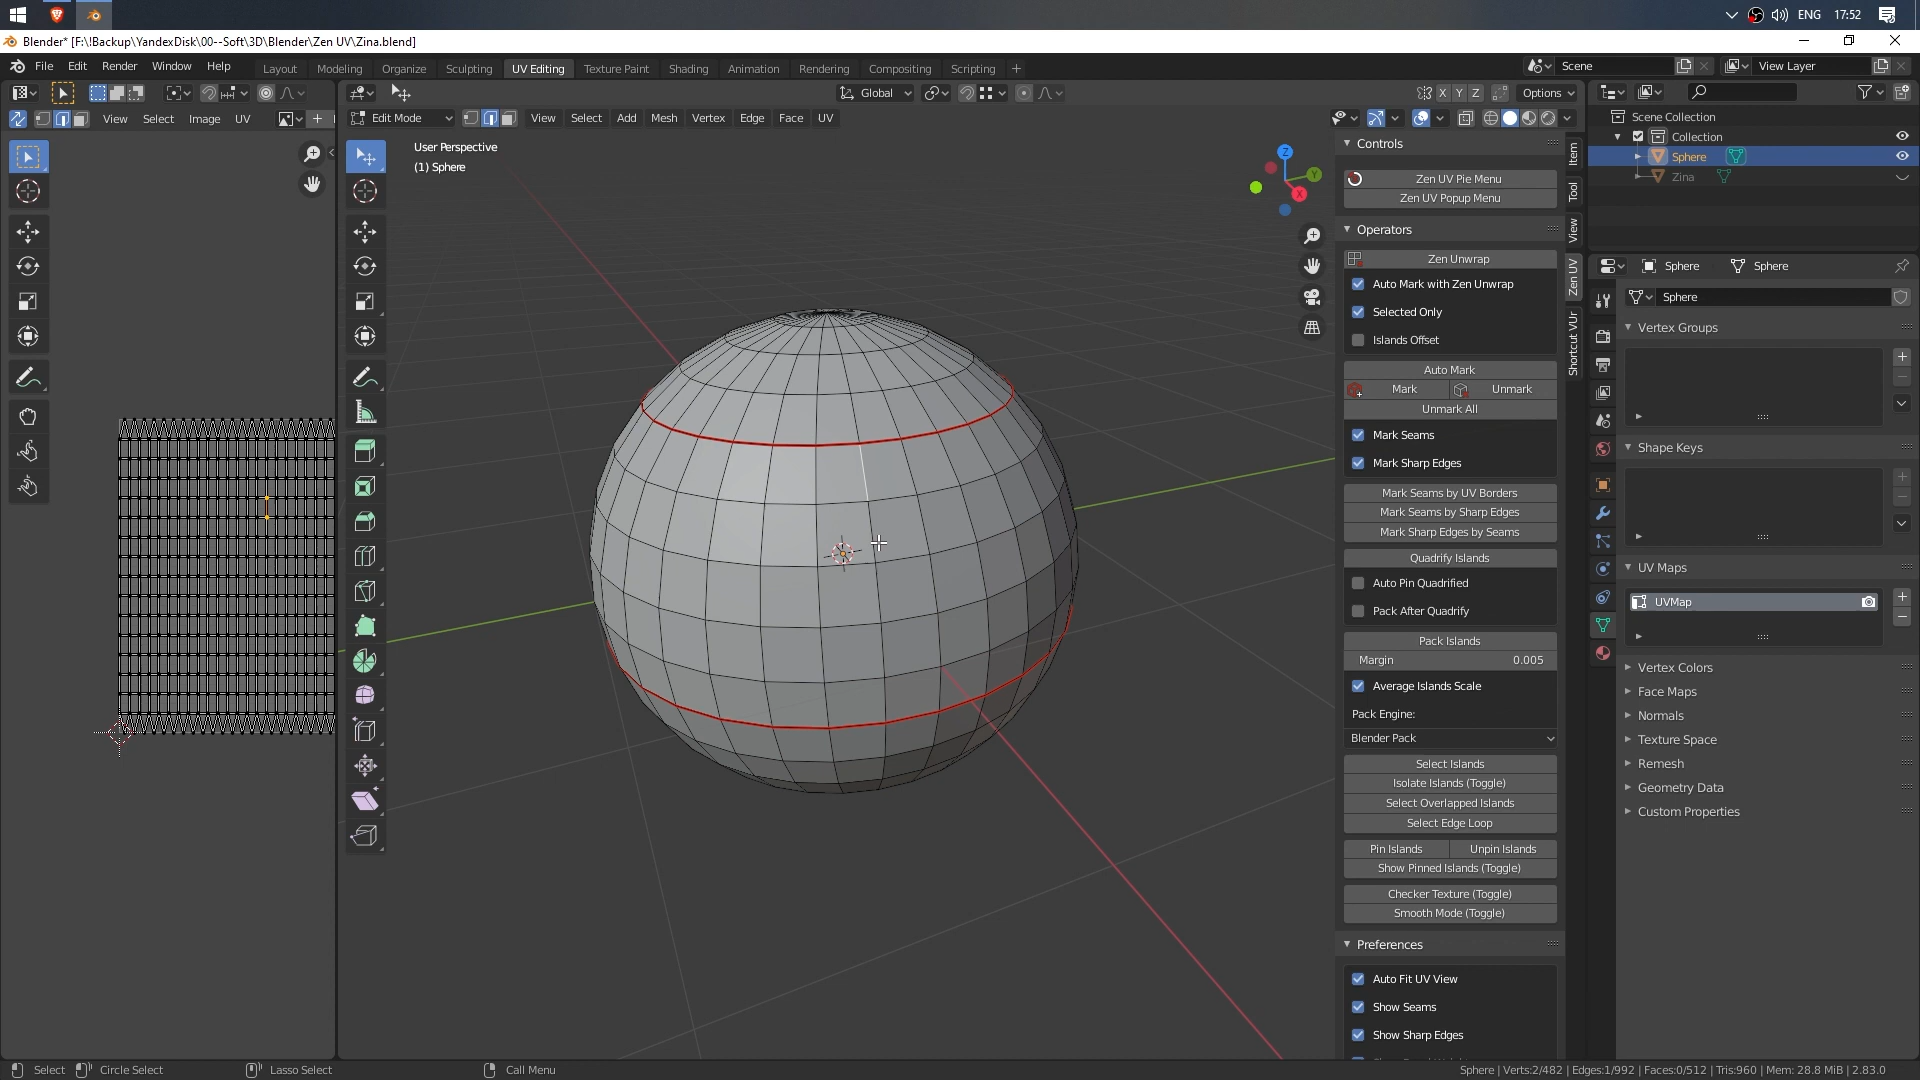 ENG
17:52
Blender* [F:\!Backup\YandexDisk\00--Soft\3D\Blender\Zen UV\Zina.blend]
File Edit Render Window Help
Layout Modeling Organize Sculpting UV Editing Texture Paint Shading Animation Rendering Compositing Scripting +
Scene
View Layer
Global
X Y Z
Options
View Select Image UV
Edit Mode
View Select Add Mesh Vertex Edge Face UV
User Perspective
(1) Sphere
Z
Y
X
Item
Tool
View
Zen UV
Shortcut VUr
Controls
Zen UV Pie Menu
Zen UV Popup Menu
Operators
Zen Unwrap
Auto Mark with Zen Unwrap
Selected Only
Islands Offset
Auto Mark
Mark Unmark
Unmark All
Mark Seams
Mark Sharp Edges
Mark Seams by UV Borders
Mark Seams by Sharp Edges
Mark Sharp Edges by Seams
Quadrify Islands
Auto Pin Quadrified
Pack After Quadrify
Pack Islands
Margin 0.005
Average Islands Scale
Pack Engine:
Blender Pack
Select Islands
Isolate Islands (Toggle)
Select Overlapped Islands
Select Edge Loop
Pin Islands Unpin Islands
Show Pinned Islands (Toggle)
Checker Texture (Toggle)
Smooth Mode (Toggle)
Preferences
Auto Fit UV View
Show Seams
Show Sharp Edges
Scene Collection
Collection
Sphere
Zina
Sphere Sphere
Sphere
Vertex Groups
Shape Keys
UV Maps
UVMap
Vertex Colors
Face Maps
Normals
Texture Space
Remesh
Geometry Data
Custom Properties
Select Circle Select Lasso Select Call Menu
Sphere | Verts:2/482 | Edges:1/992 | Faces:0/512 | Tris:960 | Mem: 28.8 MiB | 2.83.0